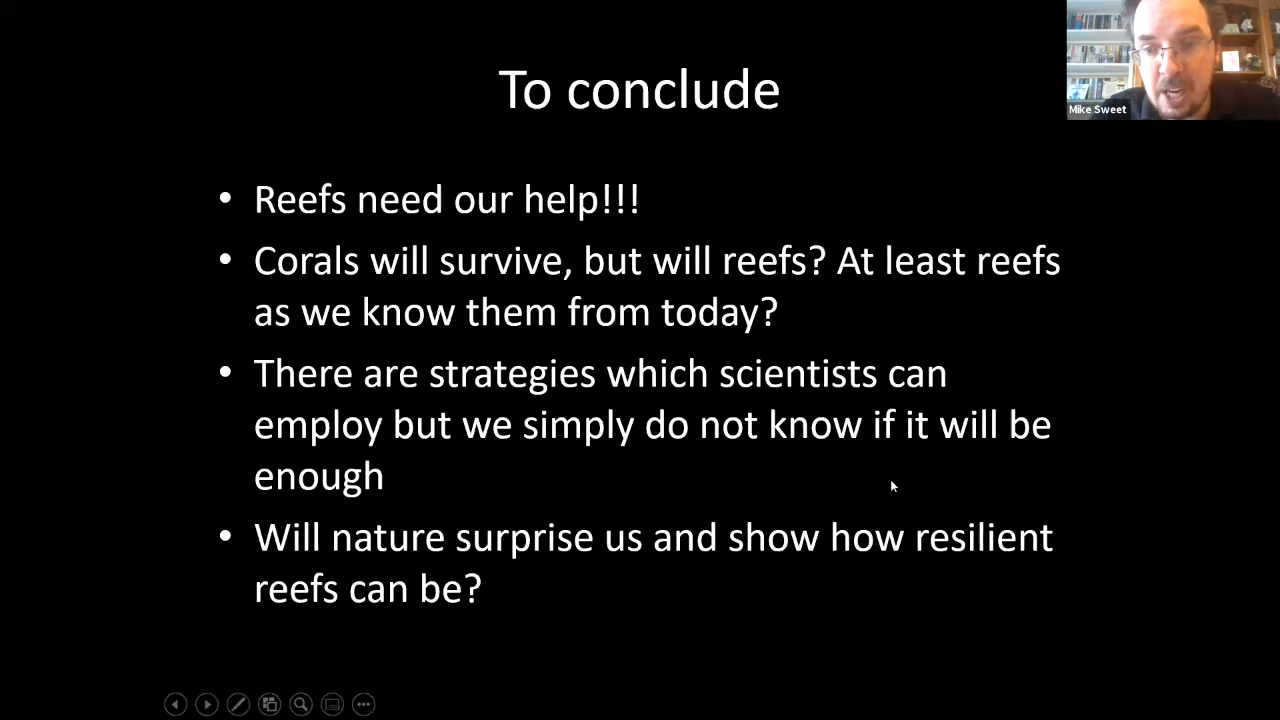 To conclude
Mike Sweet
• Reefs need our help!!!
• Corals will survive, but will reefs? At least reefs
as we know them from today?
• There are strategies which scientists can
employ but we simply do not know if it will be
enough
• Will nature surprise us and show how resilient
reefs can be?